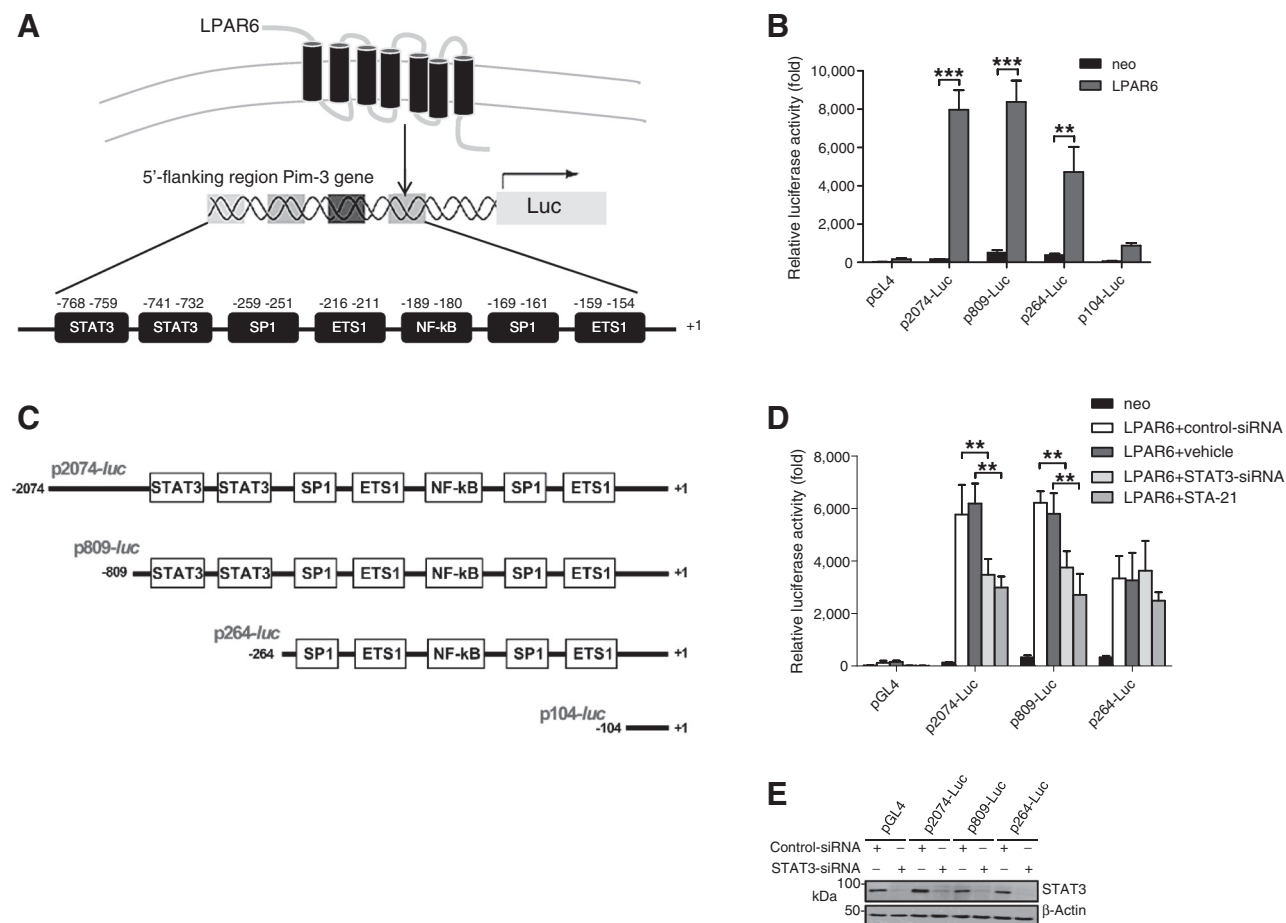 A
LPAR6
5'-flanking region Pim-3 gene
Luc
-768 -759 -741 -732 -259 -251 -216 -211 -189 -180 -169 -161 -159 -154
STAT3 STAT3 SP1 ETS1 NF-kB SP1 ETS1 +1
B
neo
LPAR6
Relative luciferase activity (fold)
10,000
8,000
6,000
4,000
2,000
0
*** *** **
pGL4 p2074-Luc p809-Luc p264-Luc p104-Luc
C
p2074-luc
-2074 STAT3 STAT3 SP1 ETS1 NF-kB SP1 ETS1 +1
p809-luc
-809 STAT3 STAT3 SP1 ETS1 NF-kB SP1 ETS1 +1
p264-luc
-264 SP1 ETS1 NF-kB SP1 ETS1 +1
p104-luc
-104 +1
D
neo
LPAR6+control-siRNA
LPAR6+vehicle
LPAR6+STAT3-siRNA
LPAR6+STA-21
Relative luciferase activity (fold)
8,000
6,000
4,000
2,000
0
** ** ** **
pGL4 p2074-Luc p809-Luc p264-Luc
E
pGL4 p2074-Luc p809-Luc p264-Luc
Control-siRNA + − + − + − + −
STAT3-siRNA − + − + − + − +
100
kDa
50
STAT3
β-Actin